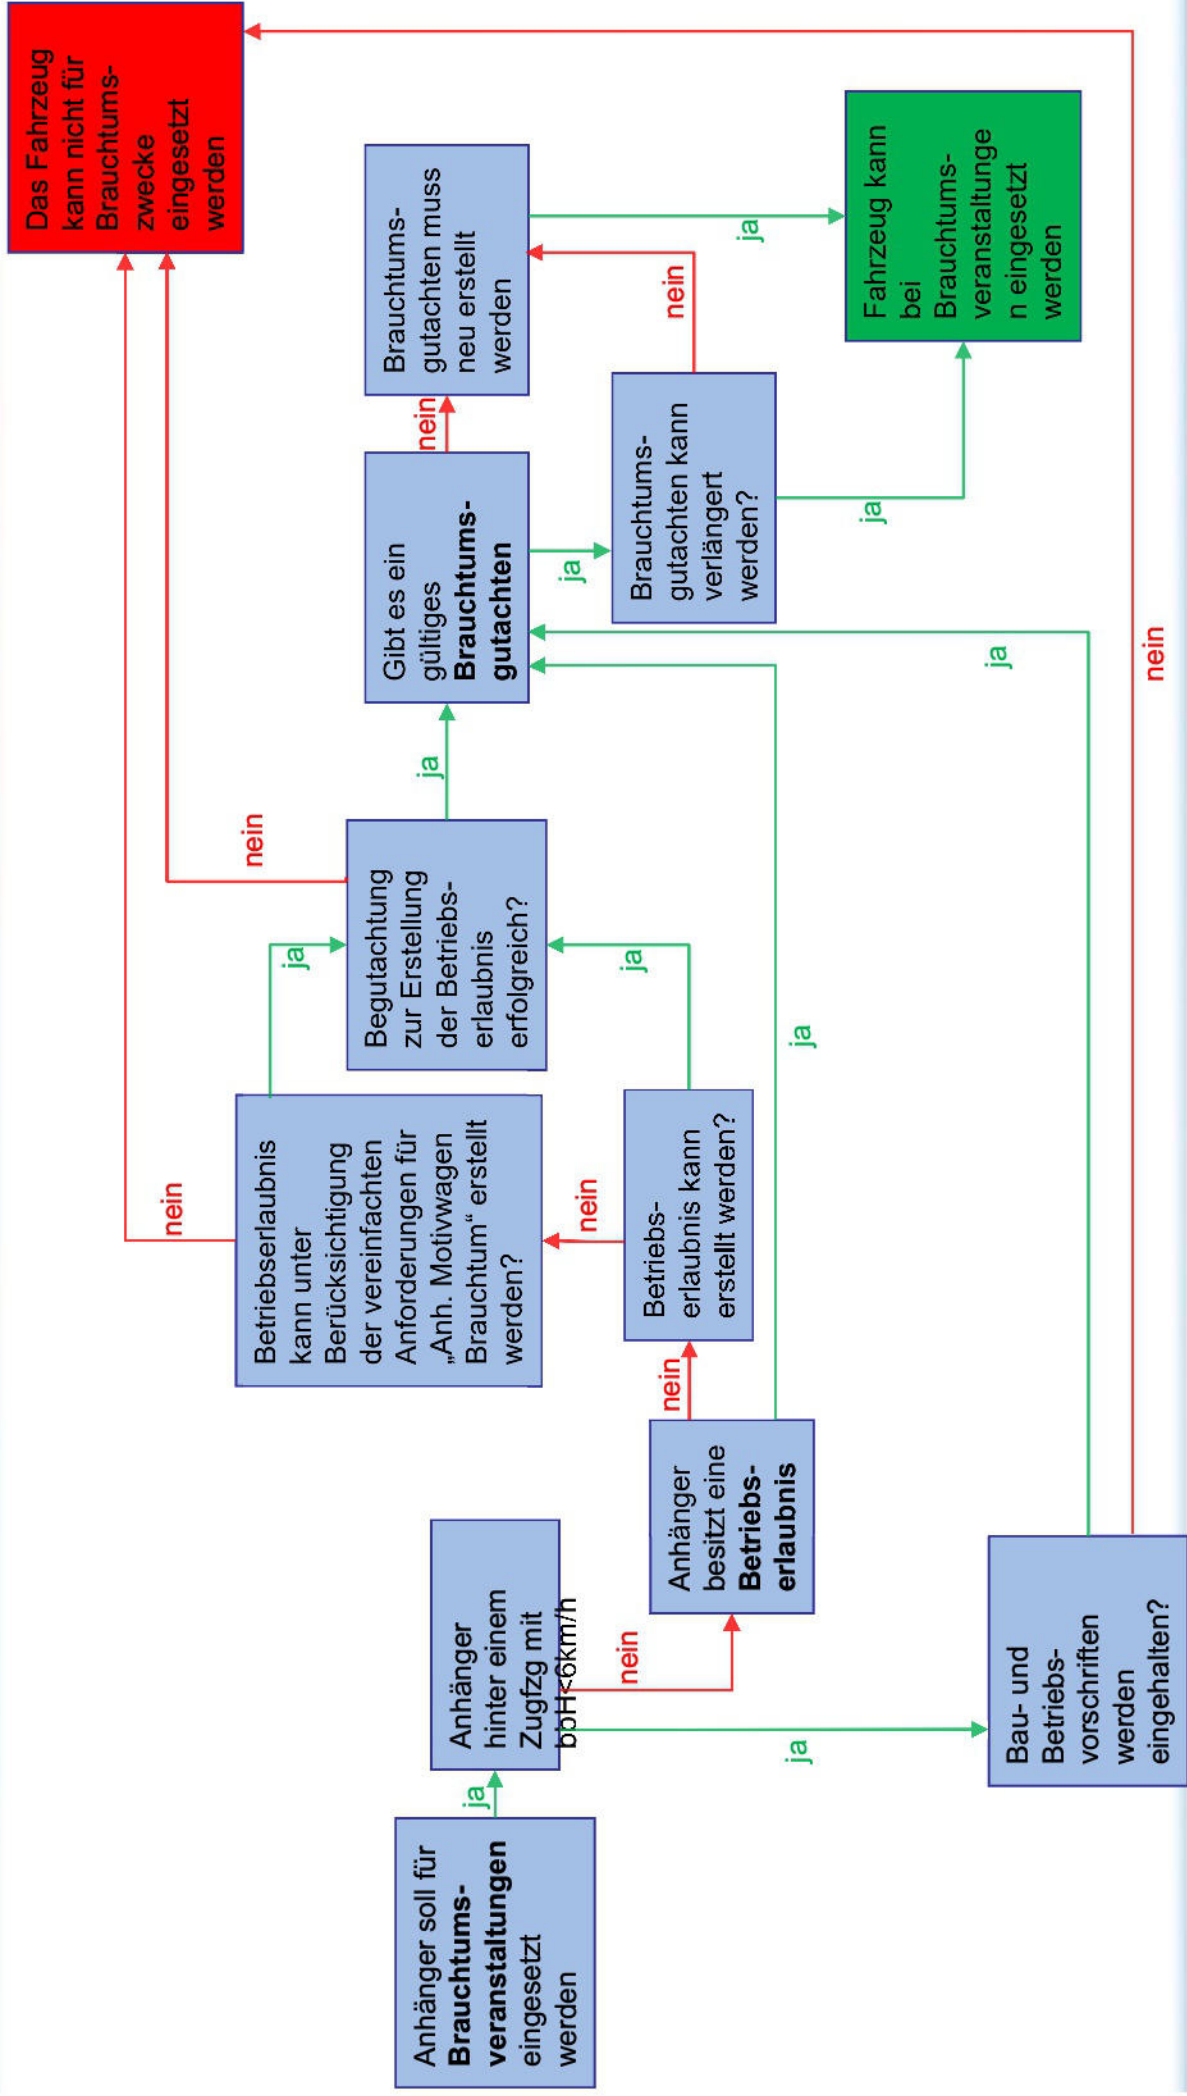 Anhänger soll für
Brauchtums-
veranstaltungen
eingesetzt
werden
ja
Anhänger
hinter einem
Zugfzg mit
bbH<6km/h
nein
ja
Anhänger
besitzt eine
Betriebs-
erlaubnis
nein
ja
Bau- und
Betriebs-
vorschriften
werden
eingehalten?
ja
nein
Betriebs-
erlaubnis kann
erstellt werden?
nein
ja
Betriebserlaubnis
kann unter
Berücksichtigung
der vereinfachten
Anforderungen für
„Anh. Motivwagen
Brauchtum“ erstellt
werden?
nein
ja
Begutachtung
zur Erstellung
der Betriebs-
erlaubnis
erfolgreich?
nein
ja
Gibt es ein
gültiges
Brauchtums-
gutachten
nein
ja
Brauchtums-
gutachten kann
verlängert
werden?
nein
ja
Brauchtums-
gutachten muss
neu erstellt
werden
ja
Das Fahrzeug
kann nicht für
Brauchtums-
zwecke
eingesetzt
werden
Fahrzeug kann
bei
Brauchtums-
veranstaltunge
n eingesetzt
werden